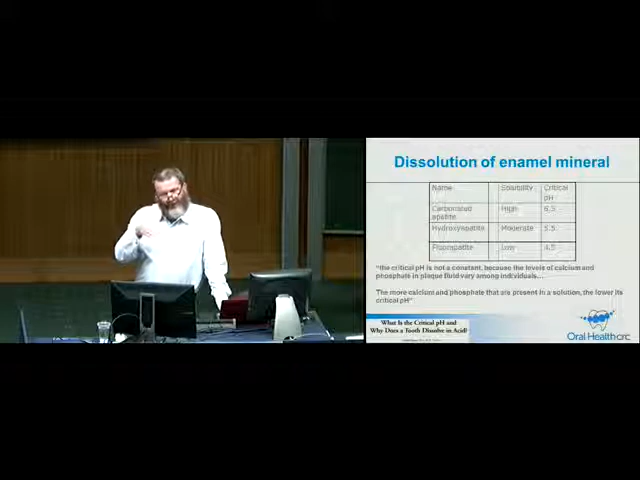 Dissolution of enamel mineral
Name Solubility Critical
pH
Carbonated High 6.5
apatite
Hydroxyapatite Moderate 5.5
Fluorapatite Low 4.5
"the critical pH is not a constant, because the levels of calcium and
phosphate in plaque fluid vary among individuals...
The more calcium and phosphate that are present in a solution, the lower its
critical pH"
What Is the Critical pH and
Why Does a Tooth Dissolve in Acid?
Oral Health CRC